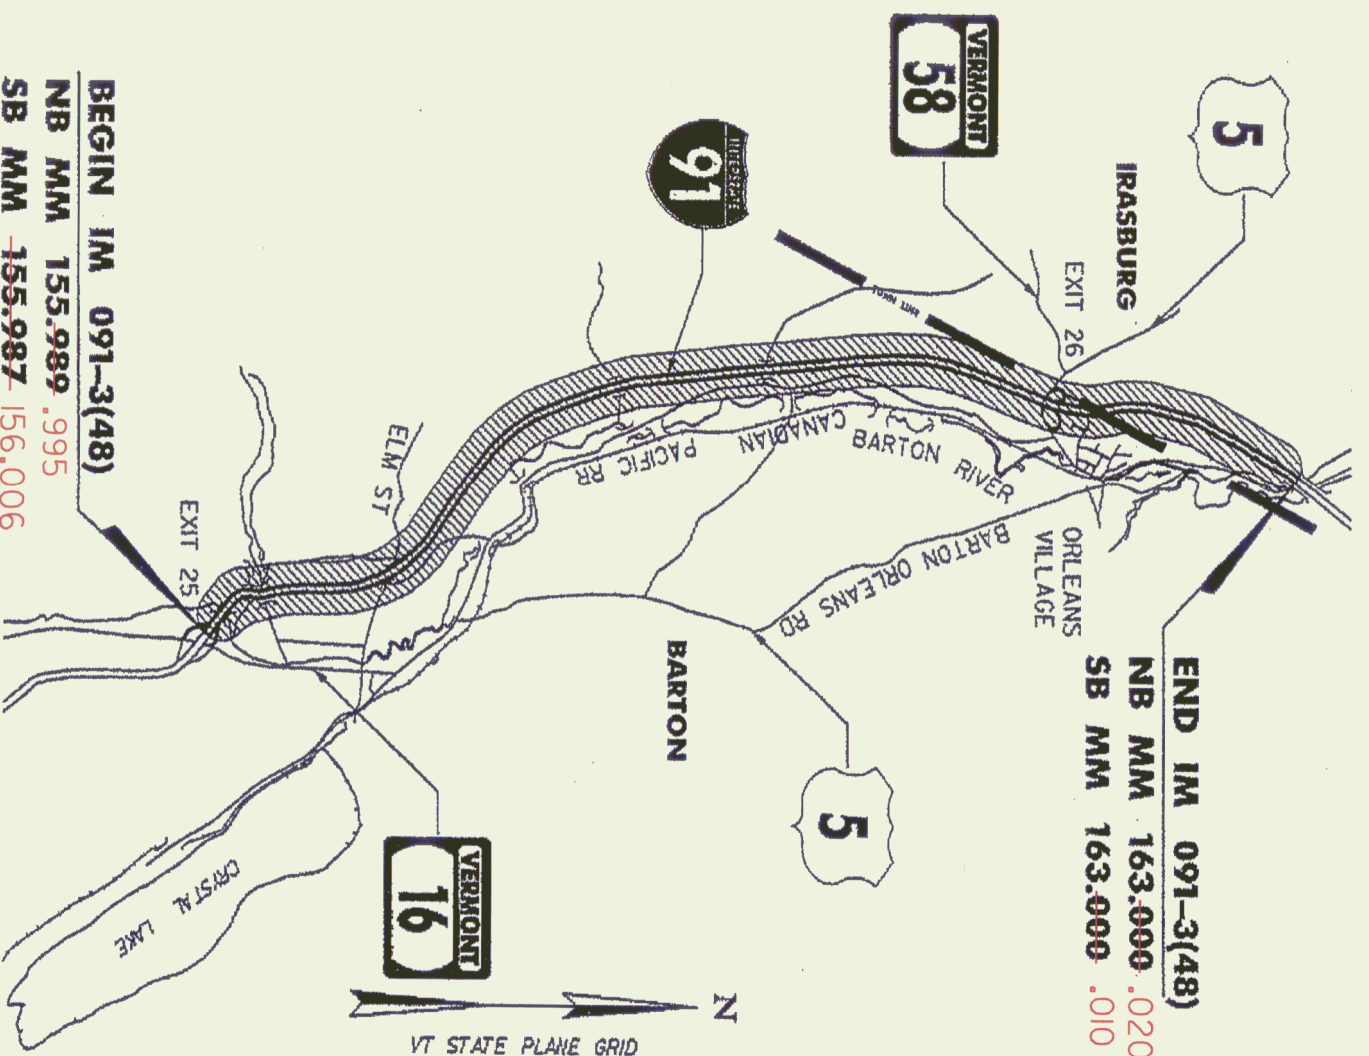 5
VERMONT
58
IRASBURG
EXIT 26
INTERSTATE
91
TOWN LINE
END IM 091-3(48)
NB MM 163.000 .020
SB MM 163.000 .010
ORLEANS
VILLAGE
BARTON RIVER
CANADIAN PACIFIC RR
BARTON ORLEANS RD
BARTON
5
ELM ST
EXIT 25
BEGIN IM 091-3(48)
NB MM 155.989 .995
SB MM 155.987 156.006
VERMONT
16
CRYSTAL LAKE
N
VT STATE PLANE GRID